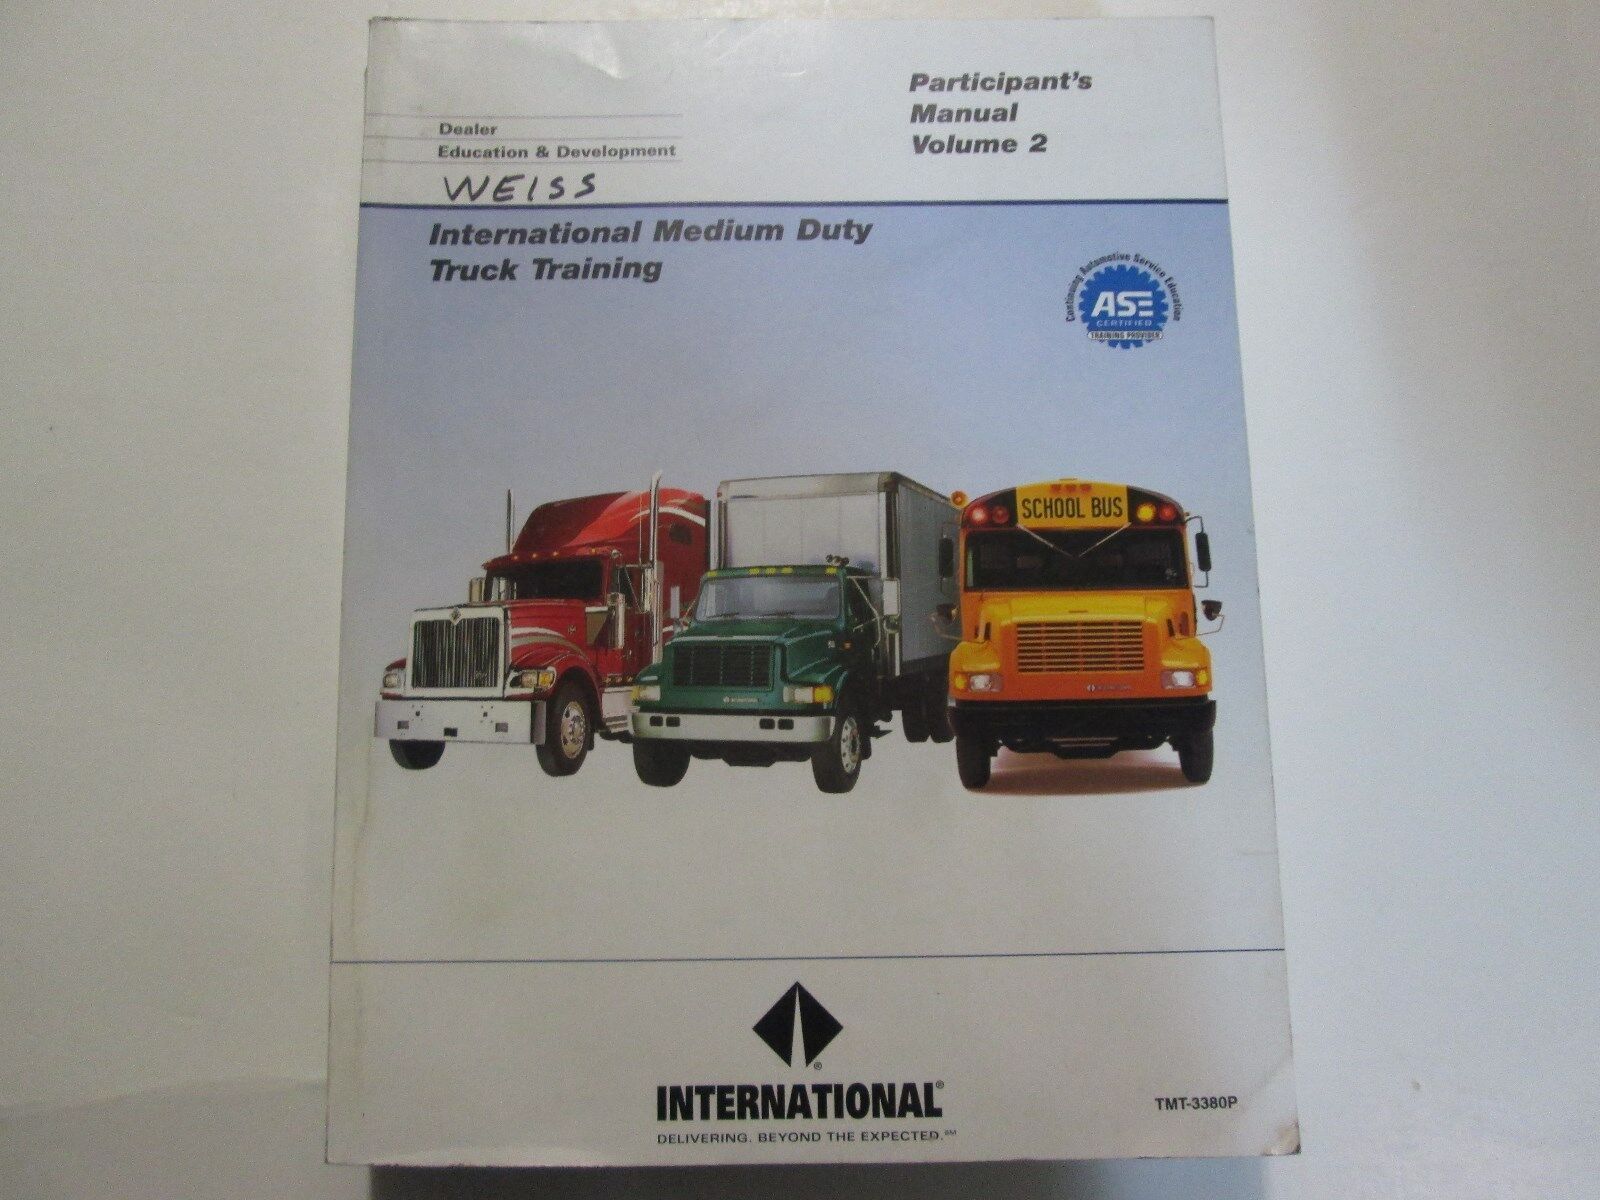 Participant's
Manual
Volume 2
Dealer
Education & Development
WEISS
International Medium Duty
Truck Training
Continuing Automotive Service Education
ASE
CERTIFIED
TRAINING PROVIDER
SCHOOL BUS
INTERNATIONAL®
DELIVERING. BEYOND THE EXPECTED.℠
TMT-3380P